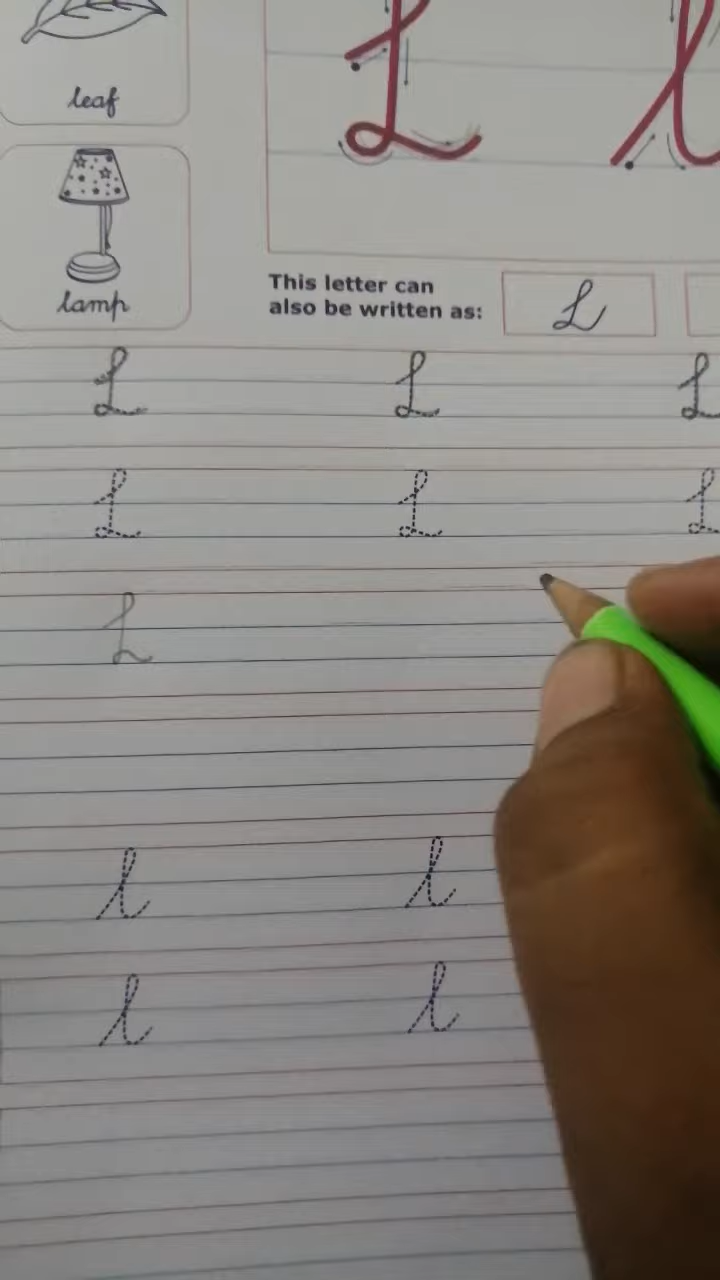 L l
leaf
lamp
This letter can
also be written as: L
L L L
L L L
L
l l
l l